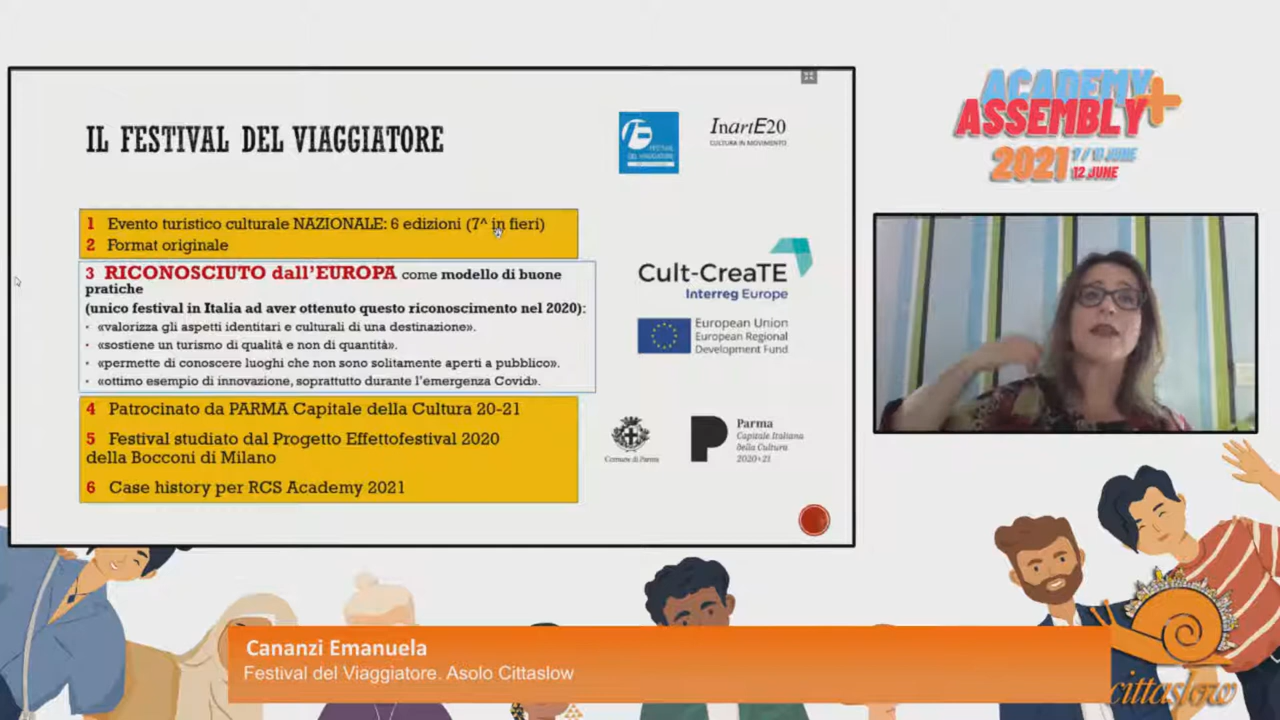 IL FESTIVAL DEL VIAGGIATORE
FESTIVAL
DEL VIAGGIATORE
InartE20
CULTURA IN MOVIMENTO
1 Evento turistico culturale NAZIONALE: 6 edizioni (7^ in fieri)
2 Format originale
3 RICONOSCIUTO dall'EUROPA come modello di buone
pratiche
(unico festival in Italia ad aver ottenuto questo riconoscimento nel 2020):
• «valorizza gli aspetti identitari e culturali di una destinazione».
• «sostiene un turismo di qualità e non di quantità».
• «permette di conoscere luoghi che non sono solitamente aperti a pubblico».
• «ottimo esempio di innovazione, soprattutto durante l'emergenza Covid».
4 Patrocinato da PARMA Capitale della Cultura 20-21
5 Festival studiato dal Progetto Effettofestival 2020
della Bocconi di Milano
6 Case history per RCS Academy 2021
Cult-CreaTE
Interreg Europe
European Union
European Regional
Development Fund
Comune di Parma
Parma
Capitale Italiana
della Cultura
2020+21
ACADEMY+
ASSEMBLY
2021 7 / 11 JUNE
12 JUNE
Cananzi Emanuela
Festival del Viaggiatore. Asolo Cittaslow
cittaslow